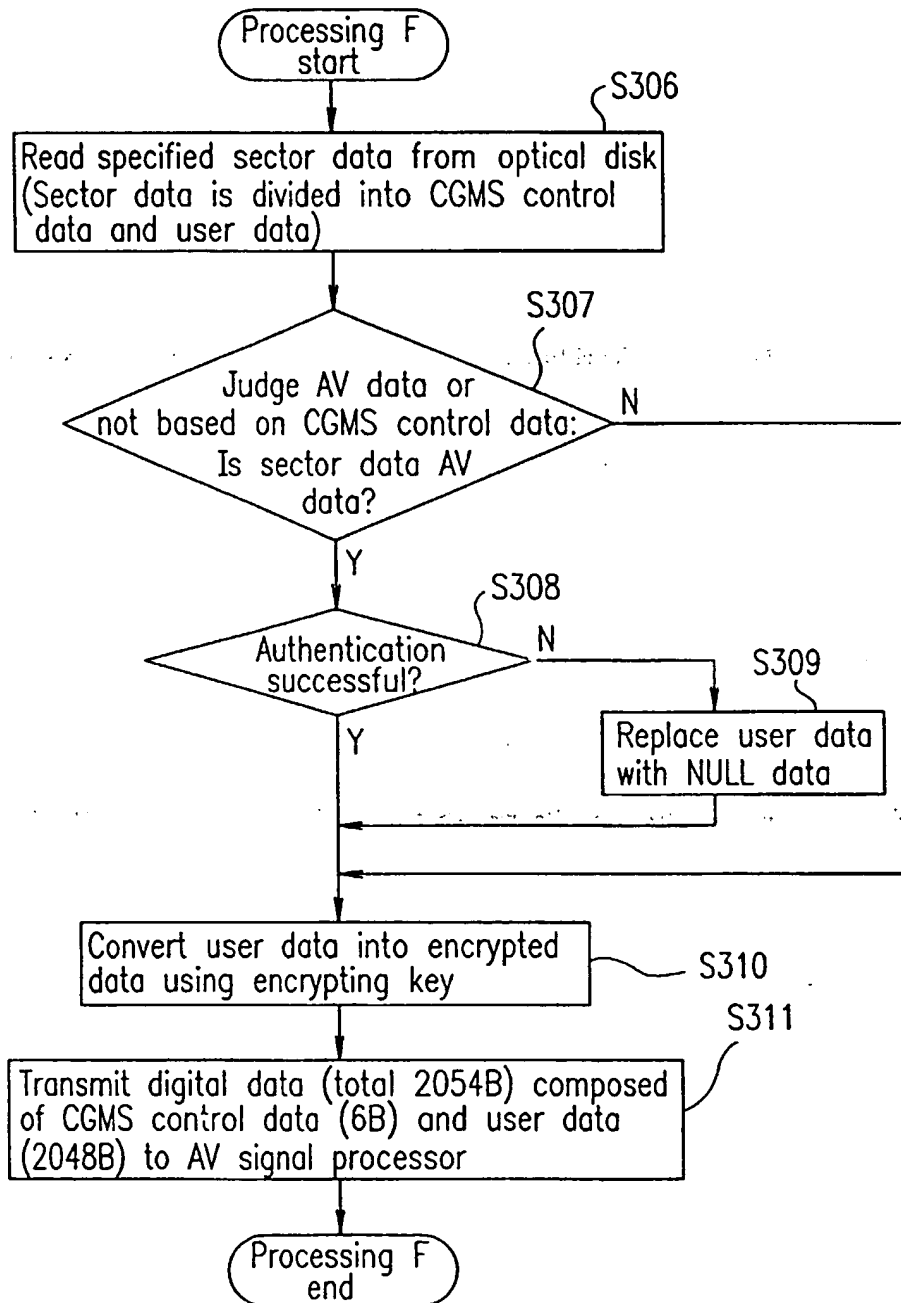 Processing F
start
S306
Read specified sector data from optical disk
(Sector data is divided into CGMS control
data and user data)
S307
Judge AV data or
not based on CGMS control data:
Is sector data AV
data?
N
Y
S308
Authentication
successful?
N
S309
Replace user data
with NULL data
Y
Convert user data into encrypted
data using encrypting key
S310
S311
Transmit digital data (total 2054B) composed
of CGMS control data (6B) and user data
(2048B) to AV signal processor
Processing F
end